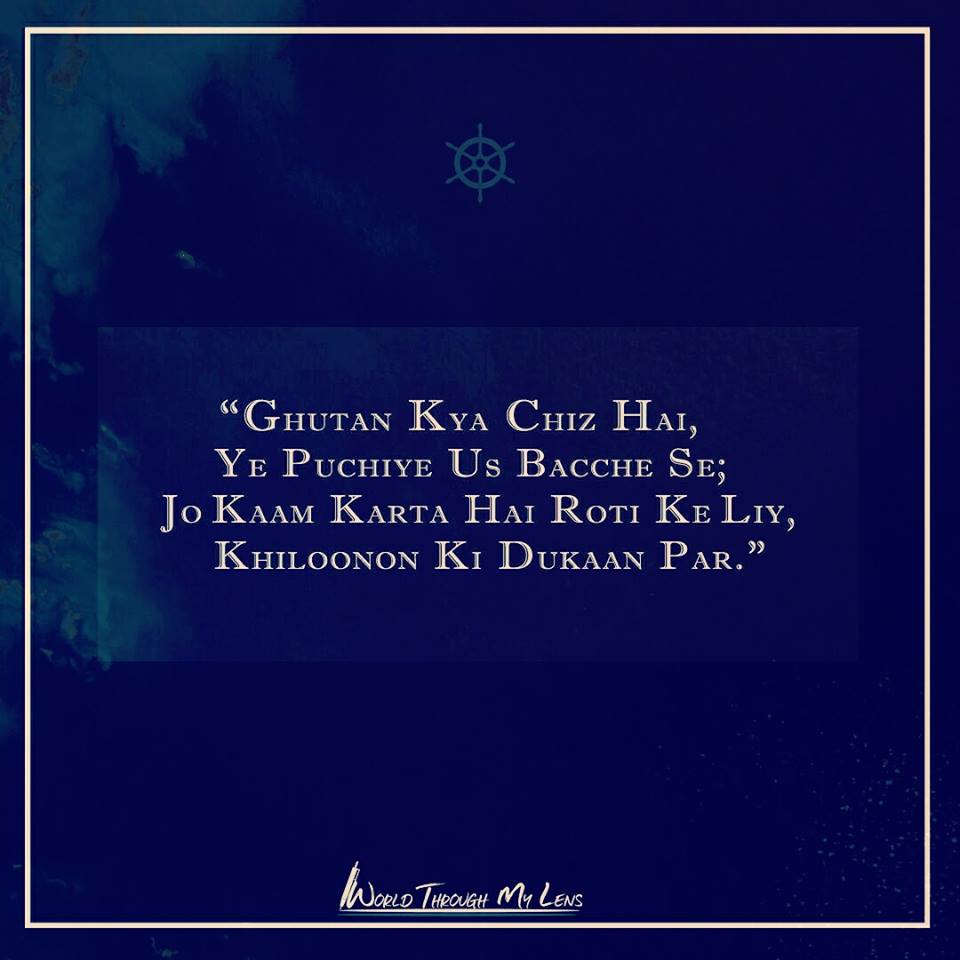 “Ghutan Kya Chiz Hai,
Ye Puchiye Us Bacche Se;
Jo Kaam Karta Hai Roti Ke Liy,
Khiloonon Ki Dukaan Par.”
World Through My Lens